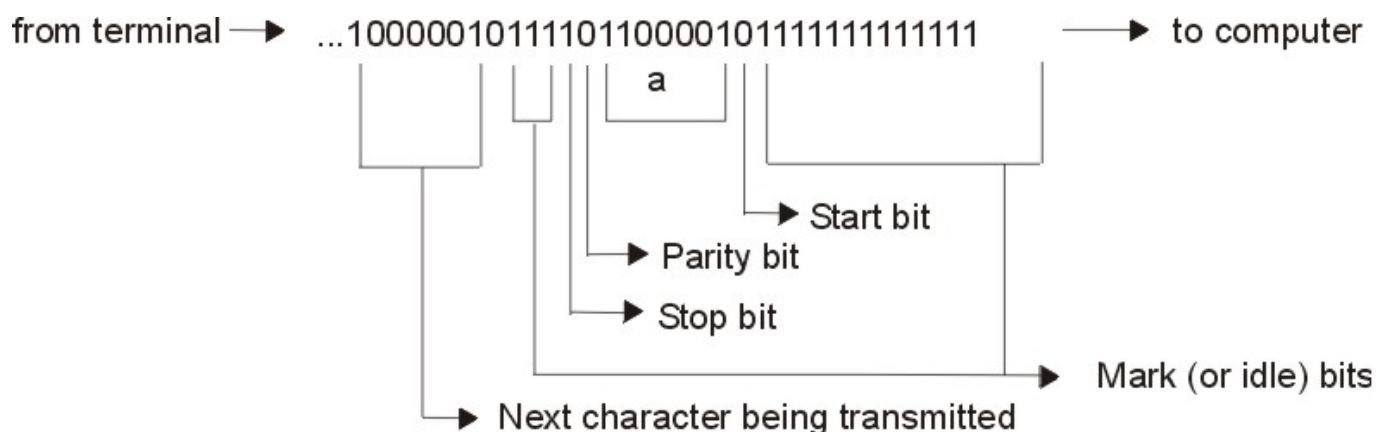 from terminal ...1000001011110110000101111111111111 to computer
a
Start bit
Parity bit
Stop bit
Mark (or idle) bits
Next character being transmitted